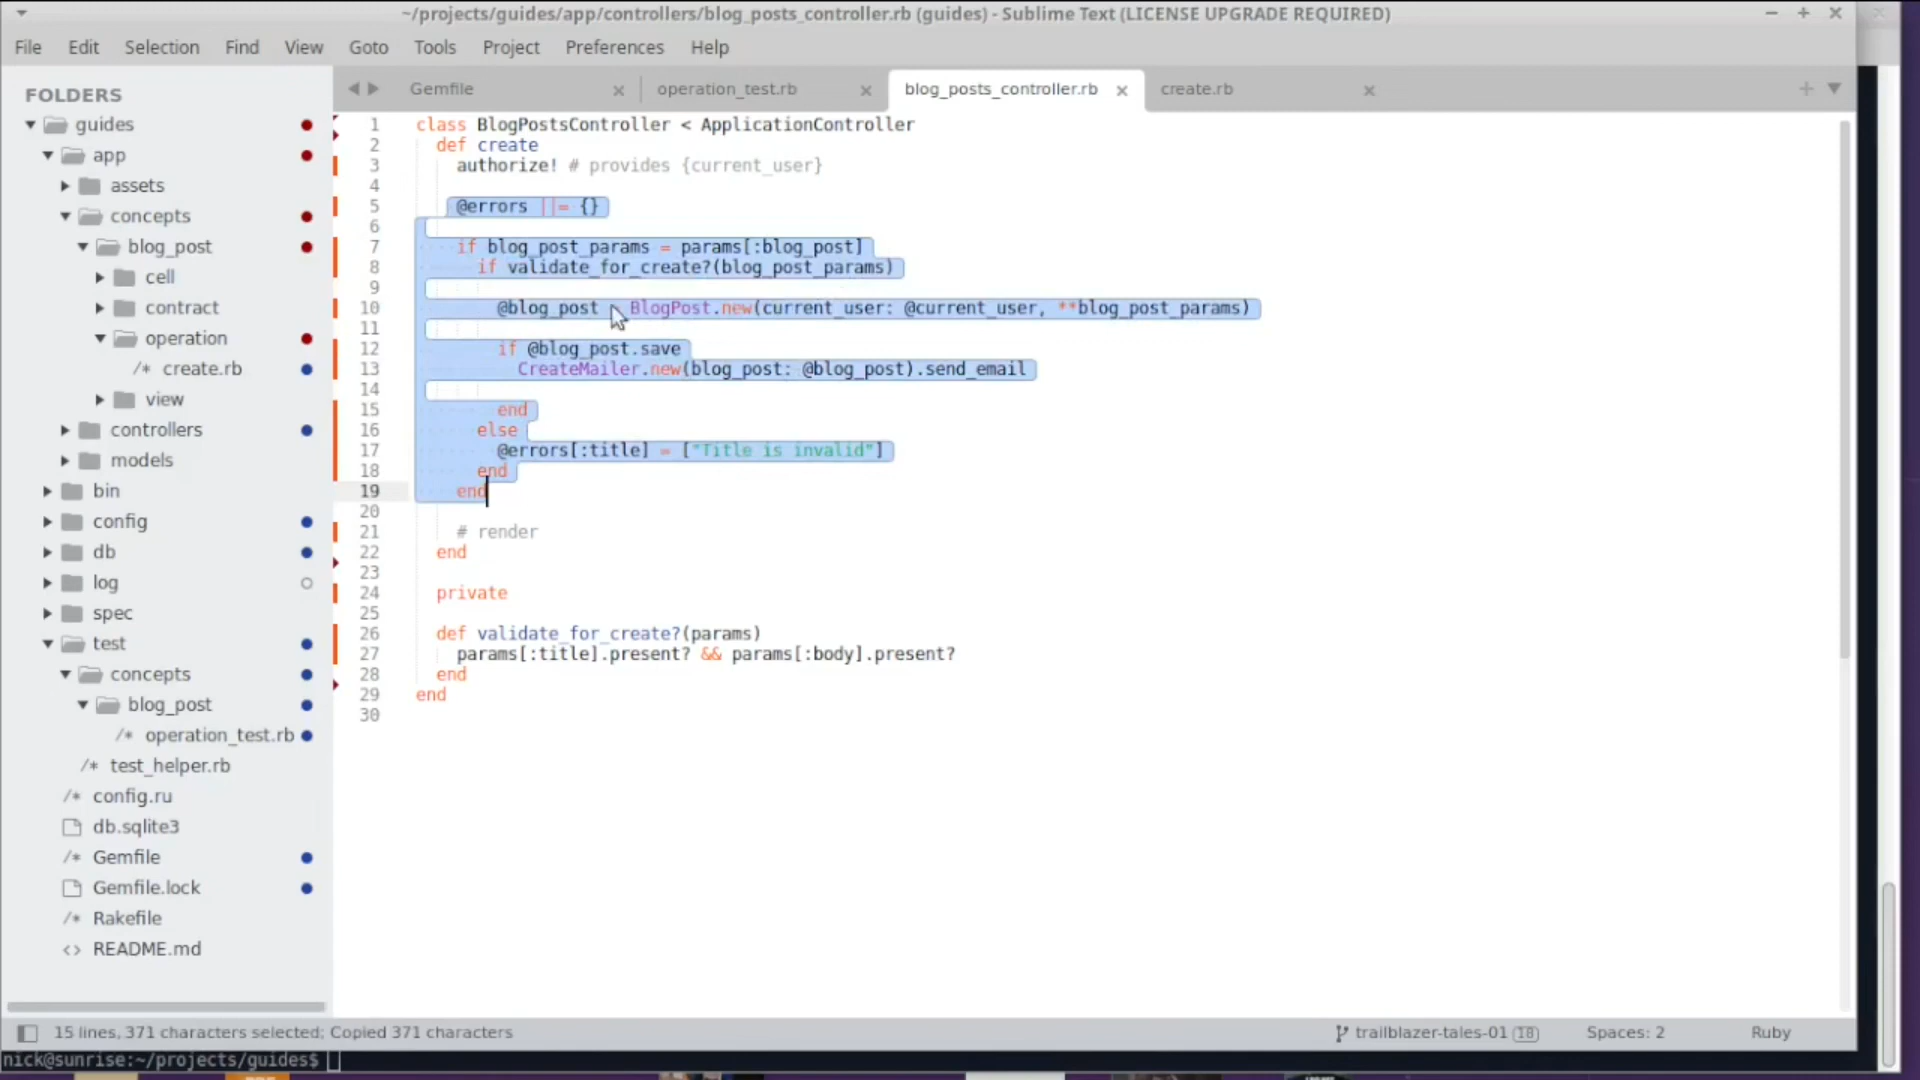 ~/projects/guides/app/controllers/blog_posts_controller.rb (guides) - Sublime Text (LICENSE UPGRADE REQUIRED)
File Edit Selection Find View Goto Tools Project Preferences Help
FOLDERS
guides
app
assets
concepts
blog_post
cell
contract
operation
/* create.rb
view
controllers
models
bin
config
db
log
spec
test
concepts
blog_post
/* operation_test.rb
/* test_helper.rb
/* config.ru
db.sqlite3
/* Gemfile
Gemfile.lock
/* Rakefile
<> README.md
Gemfile operation_test.rb blog_posts_controller.rb create.rb
1 class BlogPostsController < ApplicationController
2 def create
3 authorize! # provides {current_user}
4
5 @errors ||= {}
6
7 if blog_post_params = params[:blog_post]
8 if validate_for_create?(blog_post_params)
9
10 @blog_post = BlogPost.new(current_user: @current_user, **blog_post_params)
11
12 if @blog_post.save
13 CreateMailer.new(blog_post: @blog_post).send_email
14
15 end
16 else
17 @errors[:title] = ["Title is invalid"]
18 end
19 end
20
21 # render
22 end
23
24 private
25
26 def validate_for_create?(params)
27 params[:title].present? && params[:body].present?
28 end
29 end
30
15 lines, 371 characters selected; Copied 371 characters trailblazer-tales-01 18 Spaces: 2 Ruby
nick@sunrise:~/projects/guides$